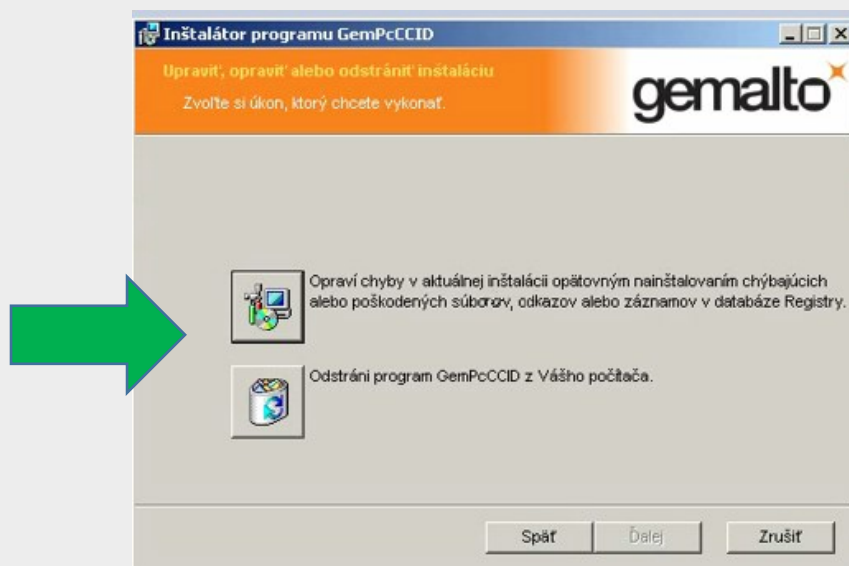 Inštalátor programu GemPcCCID
Upraviť, opraviť alebo odstrániť inštaláciu
Zvoľte si úkon, ktorý chcete vykonať.
gemalto
Opraví chyby v aktuálnej inštalácii opätovným nainštalovaním chýbajúcich
alebo poškodených súborov, odkazov alebo záznamov v databáze Registry.
Odstráni program GemPcCCID z Vášho počítača.
Späť
Ďalej
Zrušiť